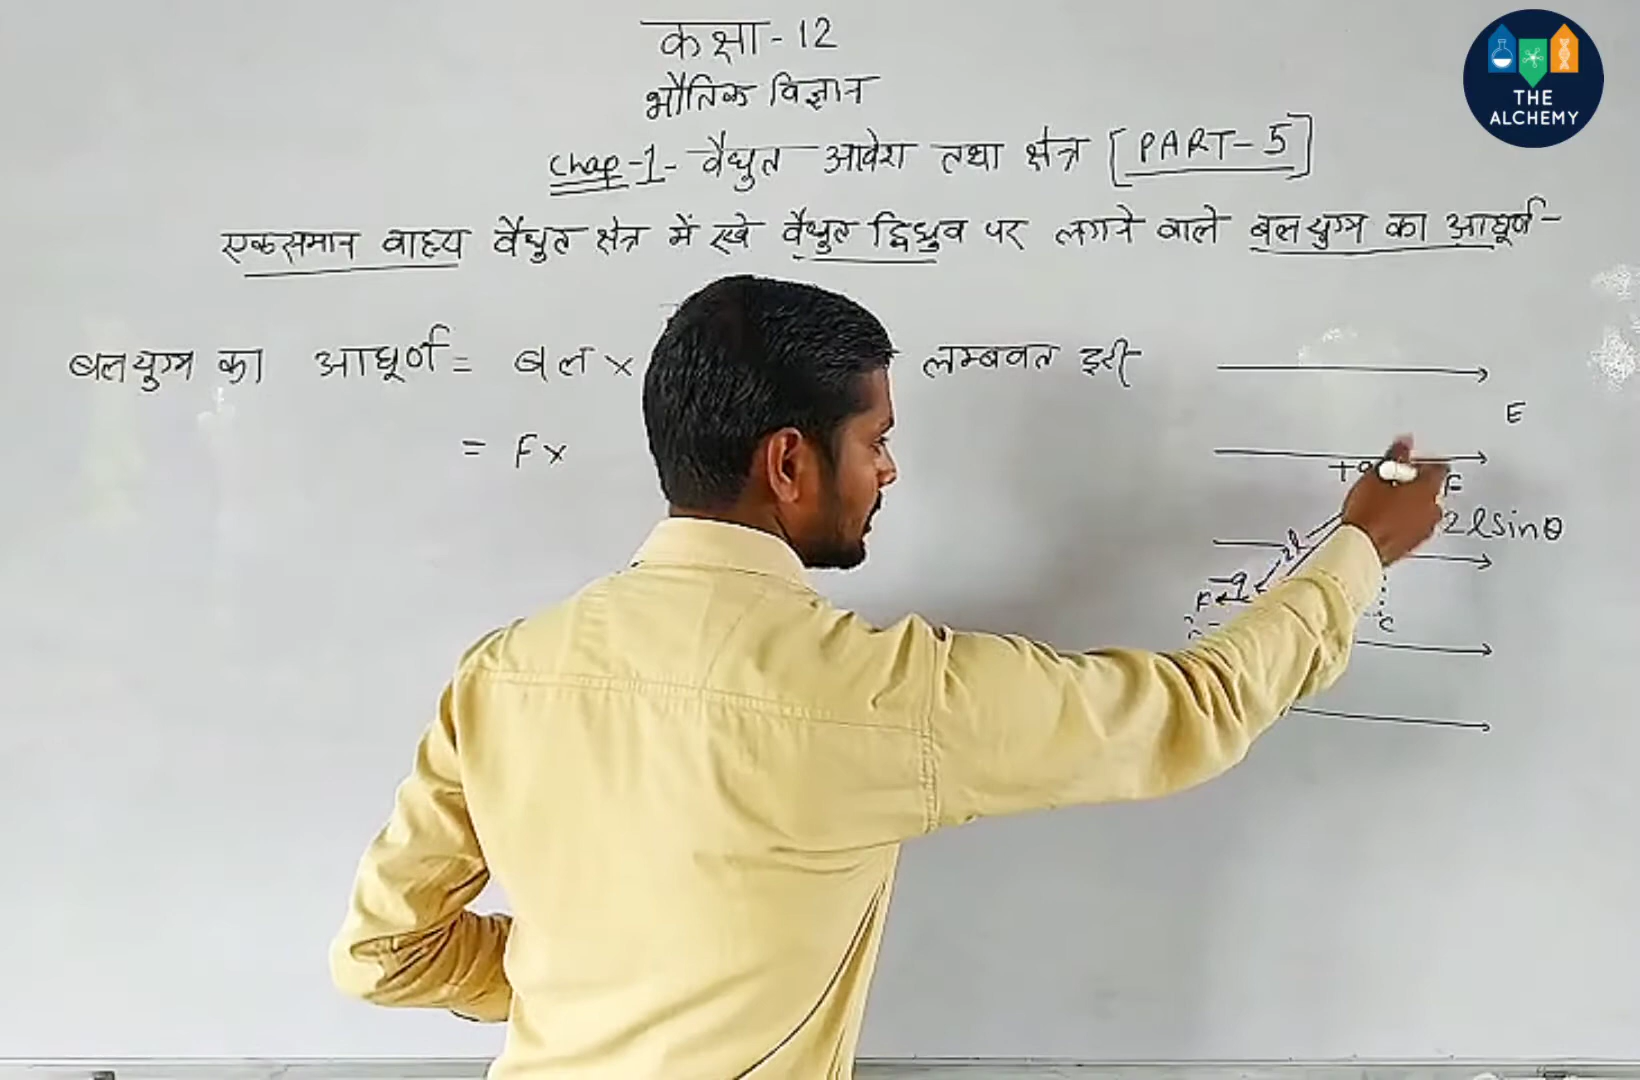 कक्षा-12
भौतिक विज्ञान
Chap-1- वैधुत आवेश तथा क्षेत्र [PART-5]
एकसमान वाह्य वैधुत क्षेत्र में रखे वैधुत द्विध्रुव पर लगने वाले बलयुग्म का आघूर्ण-
बलयुग्म का आघूर्ण = बल × लम्बवत दूरी
= F×
E
F
2lsinθ
2l
-q
F
C
THE
ALCHEMY